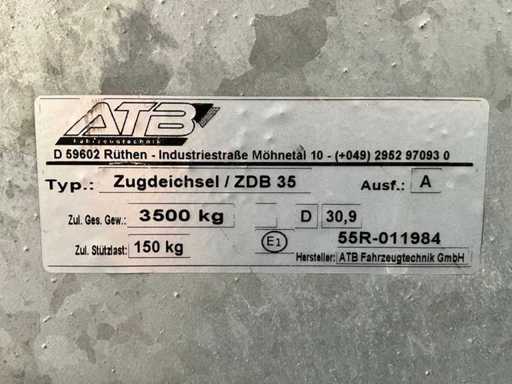 ATB
Fahrzeugtechnik
D 59602 Rüthen - Industriestraße Möhnetal 10 - (+049) 2952 97093 0
Typ.: Zugdeichsel / ZDB 35 Ausf.: A
Zul. Ges. Gew.: 3500 kg D 30,9
Zul. Stützlast: 150 kg E1 55R-011984
Hersteller: ATB Fahrzeugtechnik GmbH